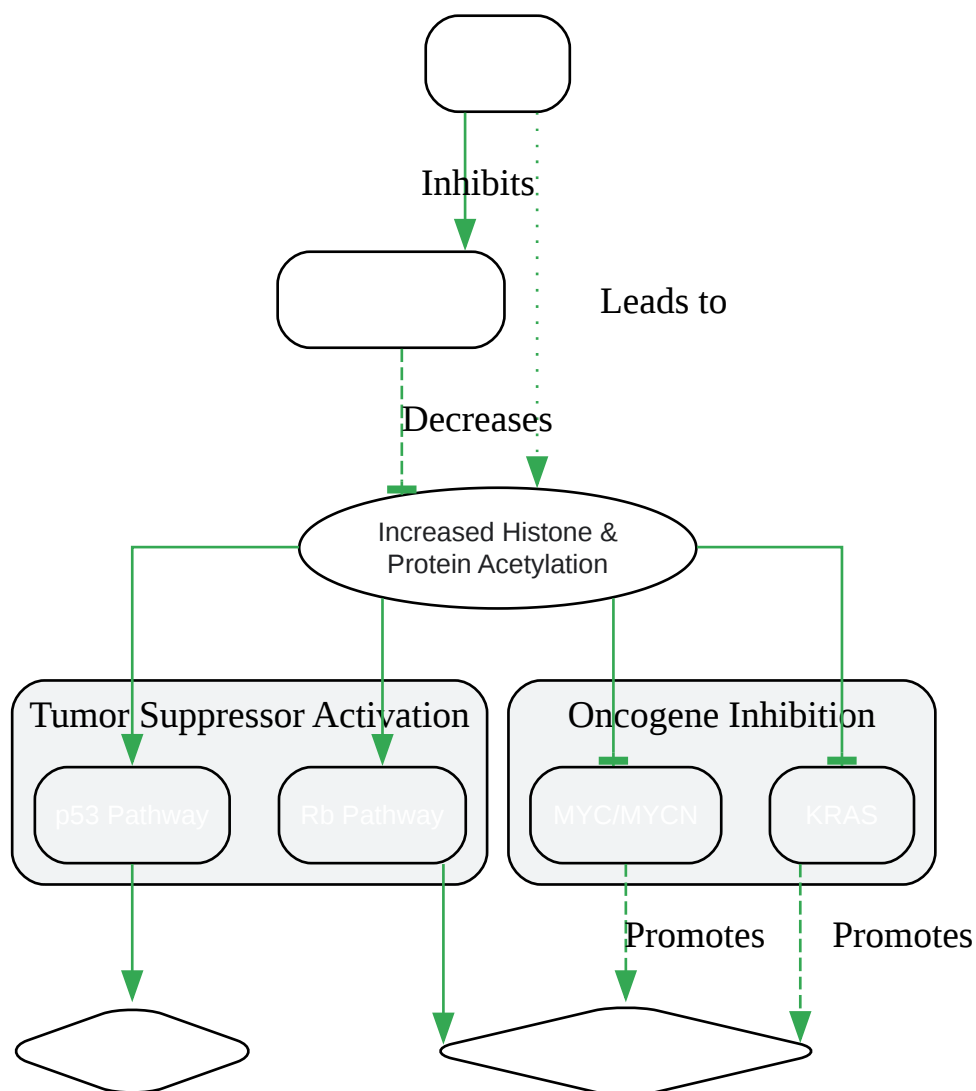 Inhibits
Leads to
Decreases
Increased Histone &
Protein Acetylation
Tumor Suppressor Activation
Oncogene Inhibition
p53 Pathway
Rb Pathway
MYC/MYCN
KRAS
Promotes
Promotes